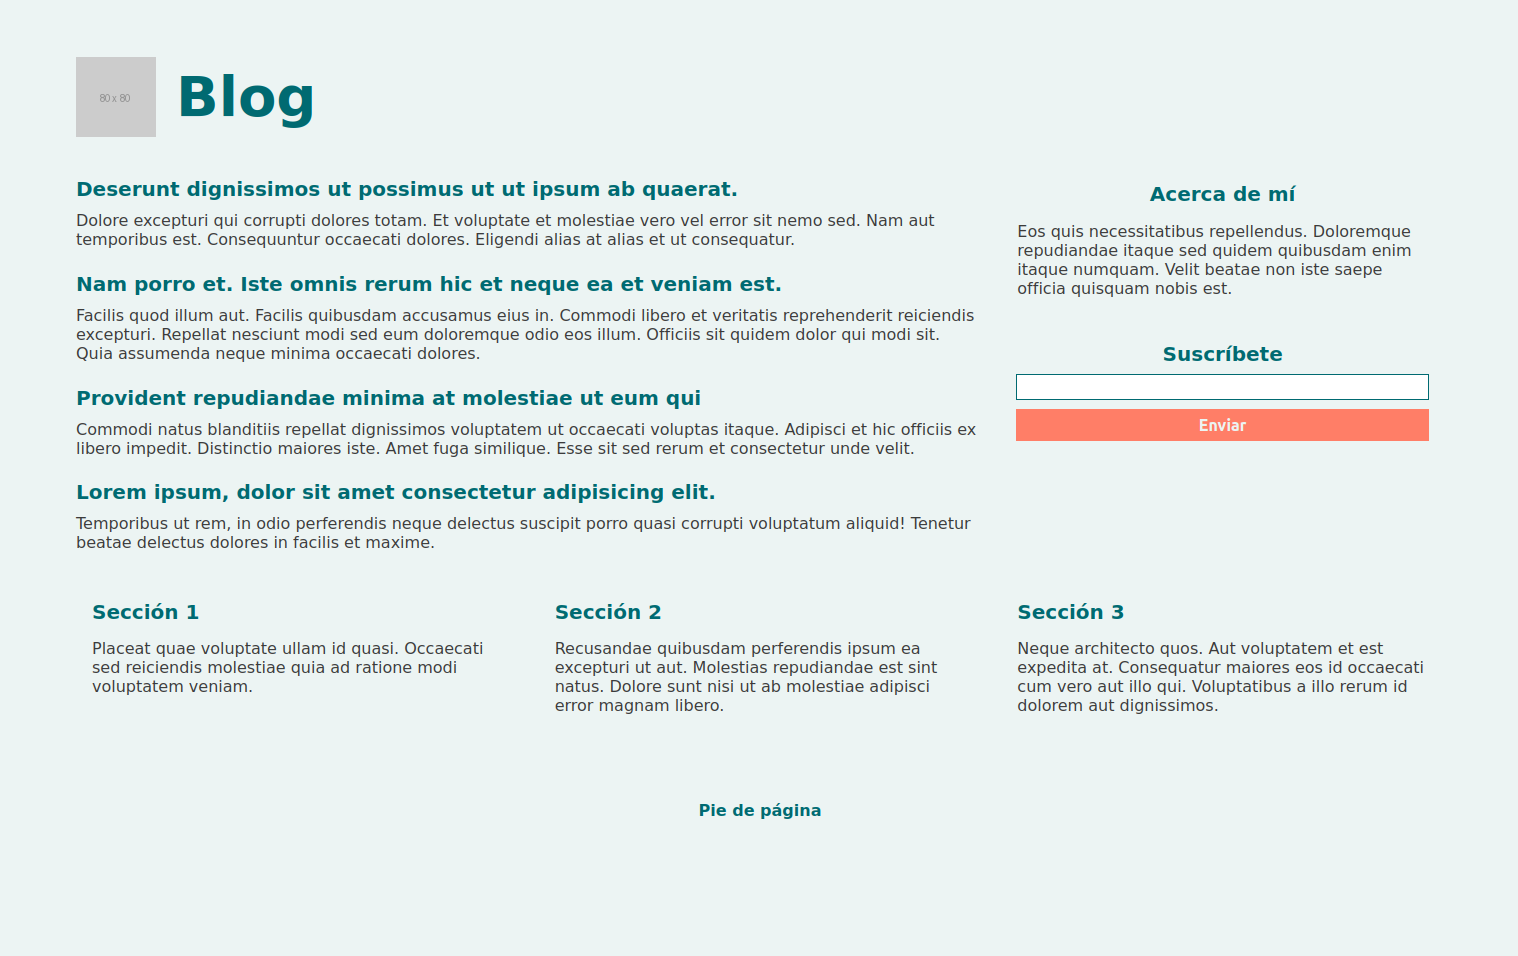 80 x 80
Blog
Deserunt dignissimos ut possimus ut ut ipsum ab quaerat.
Dolore excepturi qui corrupti dolores totam. Et voluptate et molestiae vero vel error sit nemo sed. Nam aut
temporibus est. Consequuntur occaecati dolores. Eligendi alias at alias et ut consequatur.
Nam porro et. Iste omnis rerum hic et neque ea et veniam est.
Facilis quod illum aut. Facilis quibusdam accusamus eius in. Commodi libero et veritatis reprehenderit reiciendis
excepturi. Repellat nesciunt modi sed eum doloremque odio eos illum. Officiis sit quidem dolor qui modi sit.
Quia assumenda neque minima occaecati dolores.
Provident repudiandae minima at molestiae ut eum qui
Commodi natus blanditiis repellat dignissimos voluptatem ut occaecati voluptas itaque. Adipisci et hic officiis ex
libero impedit. Distinctio maiores iste. Amet fuga similique. Esse sit sed rerum et consectetur unde velit.
Lorem ipsum, dolor sit amet consectetur adipisicing elit.
Temporibus ut rem, in odio perferendis neque delectus suscipit porro quasi corrupti voluptatum aliquid! Tenetur
beatae delectus dolores in facilis et maxime.
Acerca de mí
Eos quis necessitatibus repellendus. Doloremque
repudiandae itaque sed quidem quibusdam enim
itaque numquam. Velit beatae non iste saepe
officia quisquam nobis est.
Suscríbete
Enviar
Sección 1
Placeat quae voluptate ullam id quasi. Occaecati
sed reiciendis molestiae quia ad ratione modi
voluptatem veniam.
Sección 2
Recusandae quibusdam perferendis ipsum ea
excepturi ut aut. Molestias repudiandae est sint
natus. Dolore sunt nisi ut ab molestiae adipisci
error magnam libero.
Sección 3
Neque architecto quos. Aut voluptatem et est
expedita at. Consequatur maiores eos id occaecati
cum vero aut illo qui. Voluptatibus a illo rerum id
dolorem aut dignissimos.
Pie de página